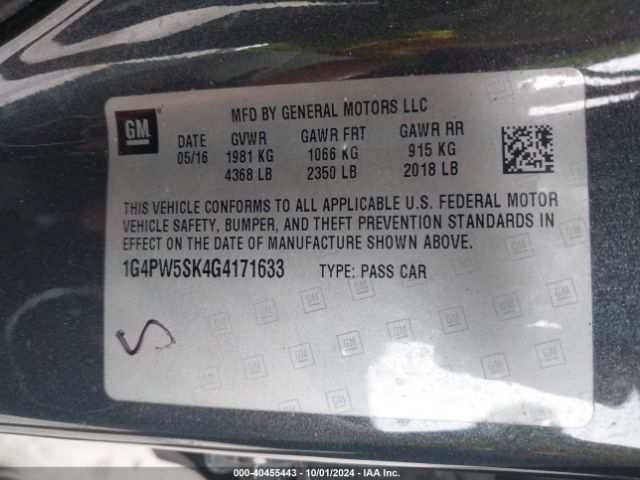 GM
MFD BY GENERAL MOTORS LLC
DATE GVWR GAWR FRT GAWR RR
05/16 1981 KG 1066 KG 915 KG
4368 LB 2350 LB 2018 LB
THIS VEHICLE CONFORMS TO ALL APPLICABLE U.S. FEDERAL MOTOR
VEHICLE SAFETY, BUMPER, AND THEFT PREVENTION STANDARDS IN
EFFECT ON THE DATE OF MANUFACTURE SHOWN ABOVE.
1G4PW5SK4G4171633 TYPE: PASS CAR
000-40455443 - 10/01/2024 - IAA Inc.